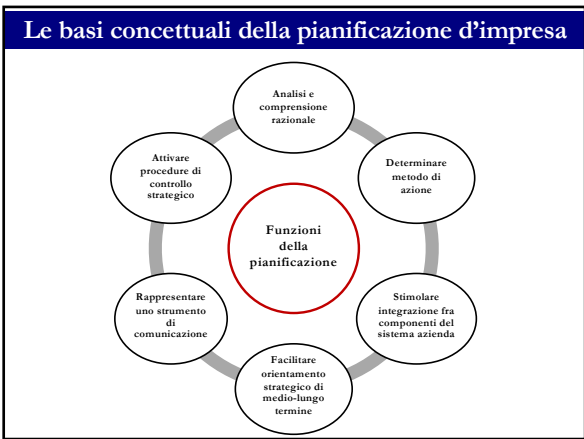 Le basi concettuali della pianificazione d'impresa
Analisi e
comprensione
razionale
Determinare
metodo di
azione
Stimolare
integrazione fra
componenti del
sistema azienda
Facilitare
orientamento
strategico di
medio-lungo
termine
Rappresentare
uno strumento
di
comunicazione
Attivare
procedure di
controllo
strategico
Funzioni
della
pianificazione